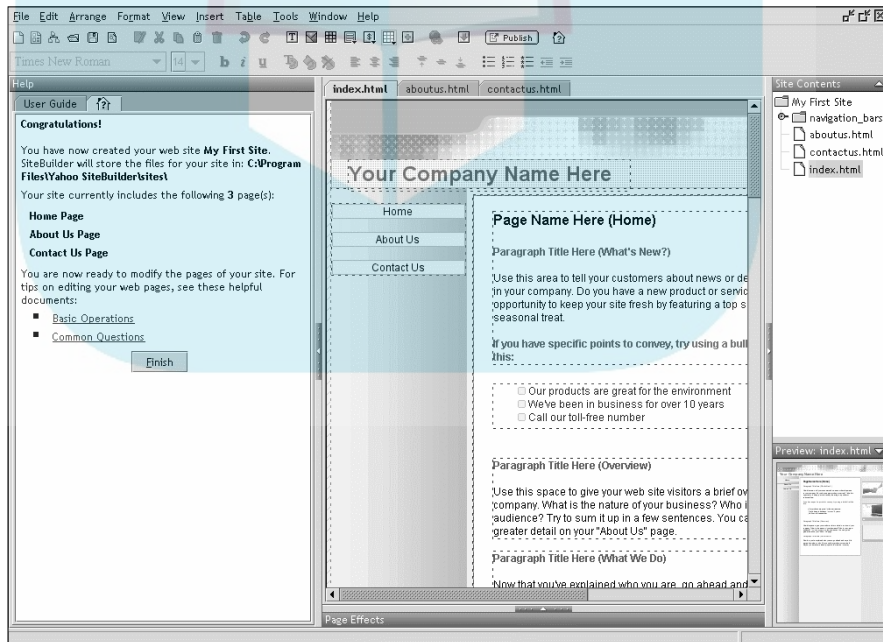 File Edit Arrange Format View Insert Table Tools Window Help
Publish
Times New Roman 14 b i u
Help
User Guide
Congratulations!
You have now created your web site My First Site.
SiteBuilder will store the files for your site in: C:\Program
Files\Yahoo SiteBuilder\sites\
Your site currently includes the following 3 page(s):
Home Page
About Us Page
Contact Us Page
You are now ready to modify the pages of your site. For
tips on editing your web pages, see these helpful
documents:
Basic Operations
Common Questions
Finish
index.html aboutus.html contactus.html
Your Company Name Here
Home
About Us
Contact Us
Page Name Here (Home)
Paragraph Title Here (What's New?)
Use this area to tell your customers about news or de
in your company. Do you have a new product or servic
opportunity to keep your site fresh by featuring a top s
seasonal treat.
If you have specific points to convey, try using a bull
this:
Our products are great for the environment
We've been in business for over 10 years
Call our toll-free number
Paragraph Title Here (Overview)
Use this space to give your web site visitors a brief ov
company. What is the nature of your business? Who i
audience? Try to sum it up in a few sentences. You ca
greater detail on your "About Us" page.
Paragraph Title Here (What We Do)
Now that you've explained who you are, go ahead and
Page Effects
Site Contents
My First Site
navigation_bars
aboutus.html
contactus.html
index.html
Preview: index.html